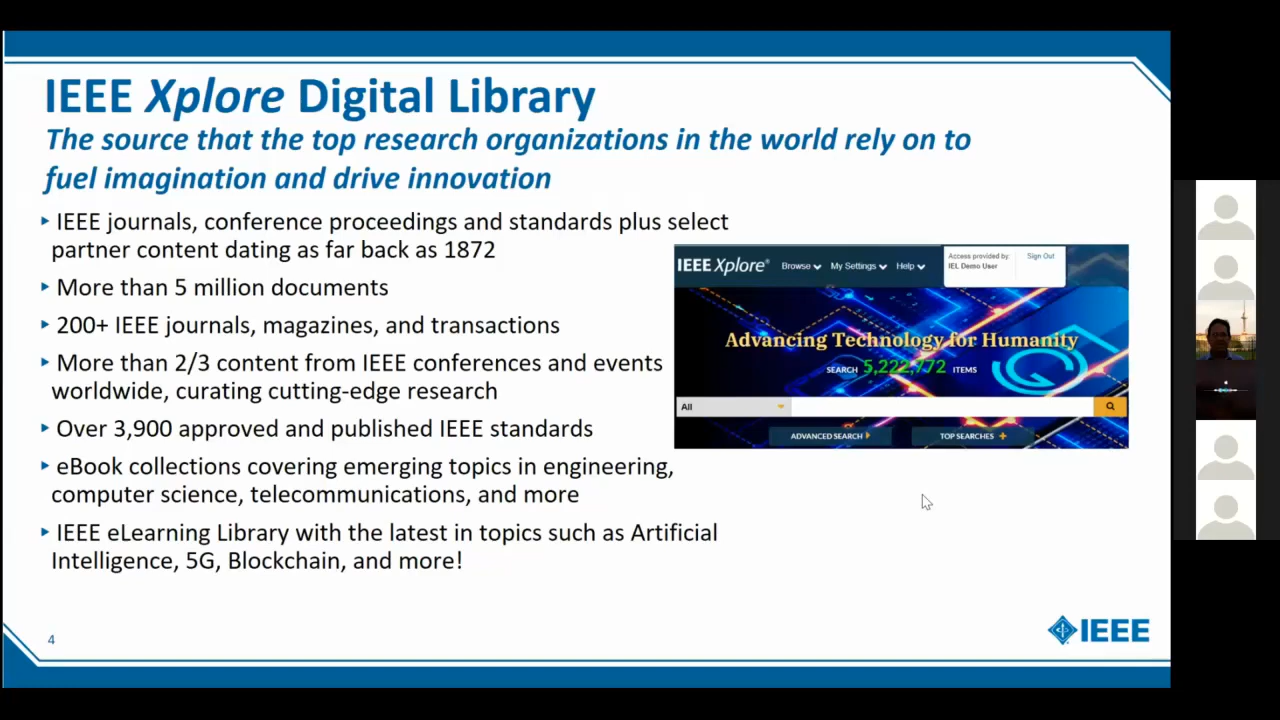 IEEE Xplore Digital Library
The source that the top research organizations in the world rely on to
fuel imagination and drive innovation
IEEE journals, conference proceedings and standards plus select
partner content dating as far back as 1872
More than 5 million documents
200+ IEEE journals, magazines, and transactions
More than 2/3 content from IEEE conferences and events
worldwide, curating cutting-edge research
Over 3,900 approved and published IEEE standards
eBook collections covering emerging topics in engineering,
computer science, telecommunications, and more
IEEE eLearning Library with the latest in topics such as Artificial
Intelligence, 5G, Blockchain, and more!
IEEE Xplore® Browse My Settings Help Access provided by: Sign Out
IEL Demo User
Advancing Technology for Humanity
SEARCH 5,222,772 ITEMS
All
ADVANCED SEARCH TOP SEARCHES +
4
IEEE